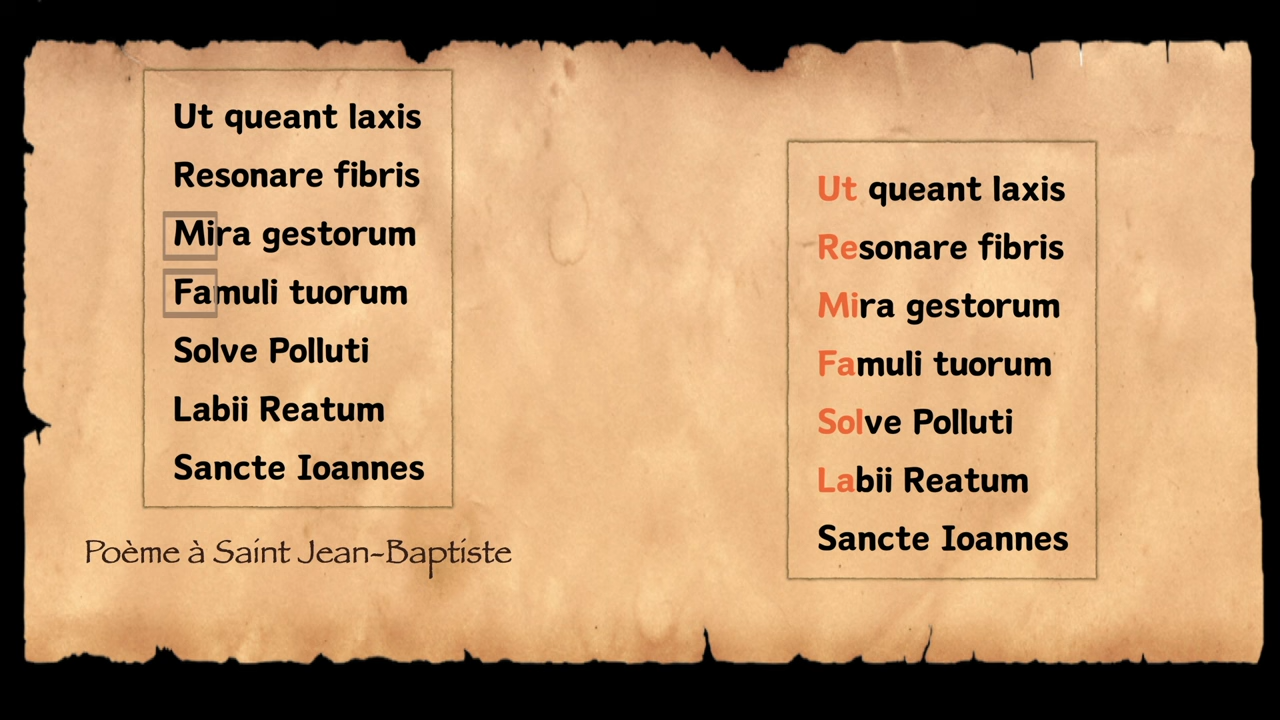 Ut queant laxis
Resonare fibris
Mira gestorum
Famuli tuorum
Solve Polluti
Labii Reatum
Sancte Ioannes
Poème à Saint Jean-Baptiste
Ut queant laxis
Resonare fibris
Mira gestorum
Famuli tuorum
Solve Polluti
Labii Reatum
Sancte Ioannes